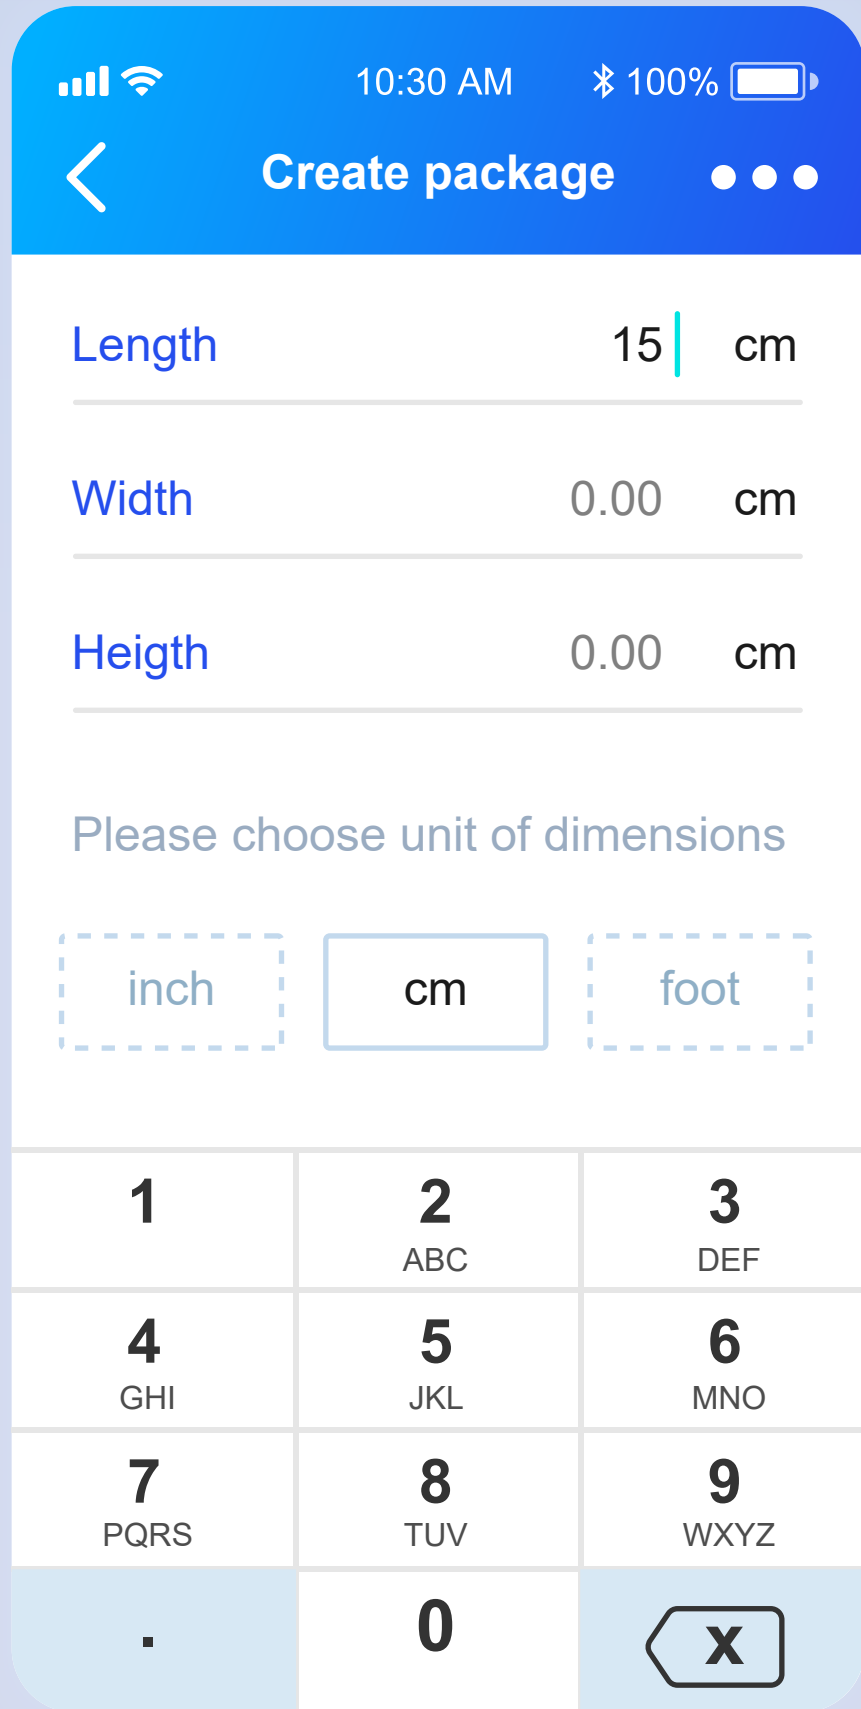 10:30 AM 100%
Create package
Length 15 cm
Width 0.00 cm
Heigth 0.00 cm
Please choose unit of dimensions
inch cm foot
1 2 3
ABC DEF
4 5 6
GHI JKL MNO
7 8 9
PQRS TUV WXYZ
. 0 X